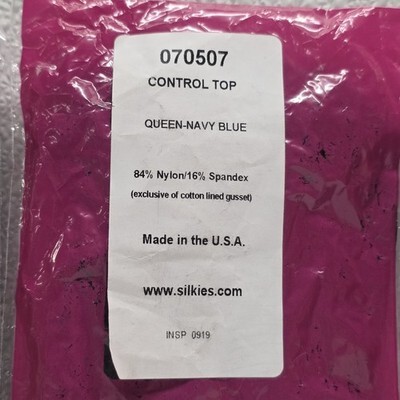 070507
CONTROL TOP
QUEEN-NAVY BLUE
84% Nylon/16% Spandex
(exclusive of cotton lined gusset)
Made in the U.S.A.
www.silkies.com
INSP 0919